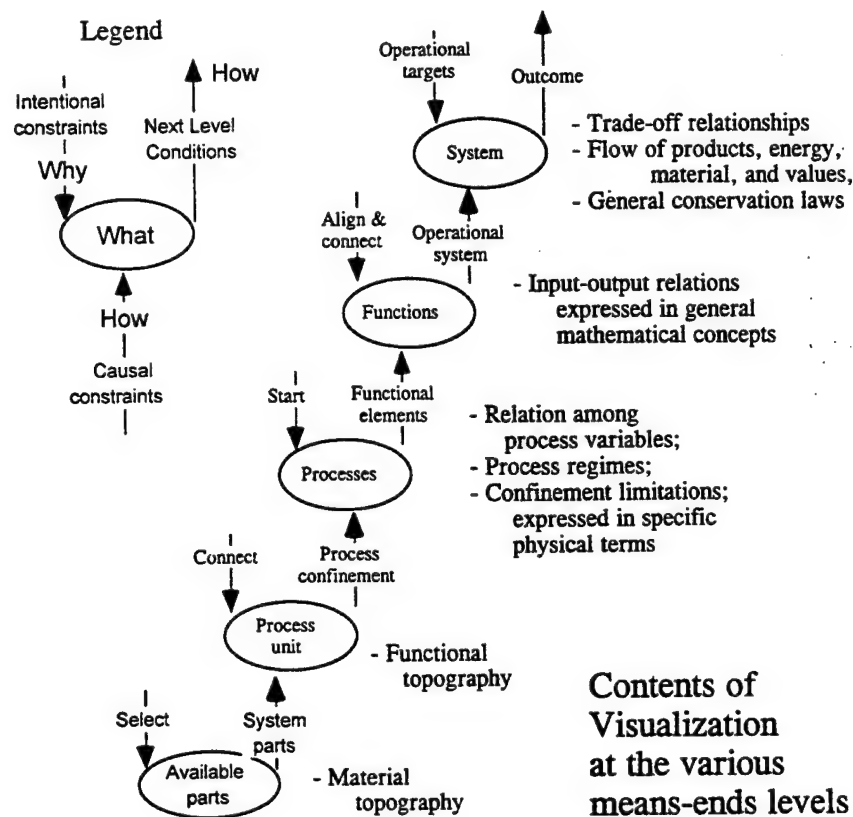 Legend
How
Intentional
constraints
Next Level
Conditions
Why
What
How
Causal
constraints
Operational
targets
Outcome
System
- Trade-off relationships
- Flow of products, energy,
material, and values,
- General conservation laws
Align &
connect
Operational
system
Functions
- Input-output relations
expressed in general
mathematical concepts
Start
Functional
elements
Processes
- Relation among
process variables;
- Process regimes;
- Confinement limitations;
expressed in specific
physical terms
Connect
Process
confinement
Process
unit
- Functional
topography
Select
System
parts
Available
parts
- Material
topography
Contents of
Visualization
at the various
means-ends levels